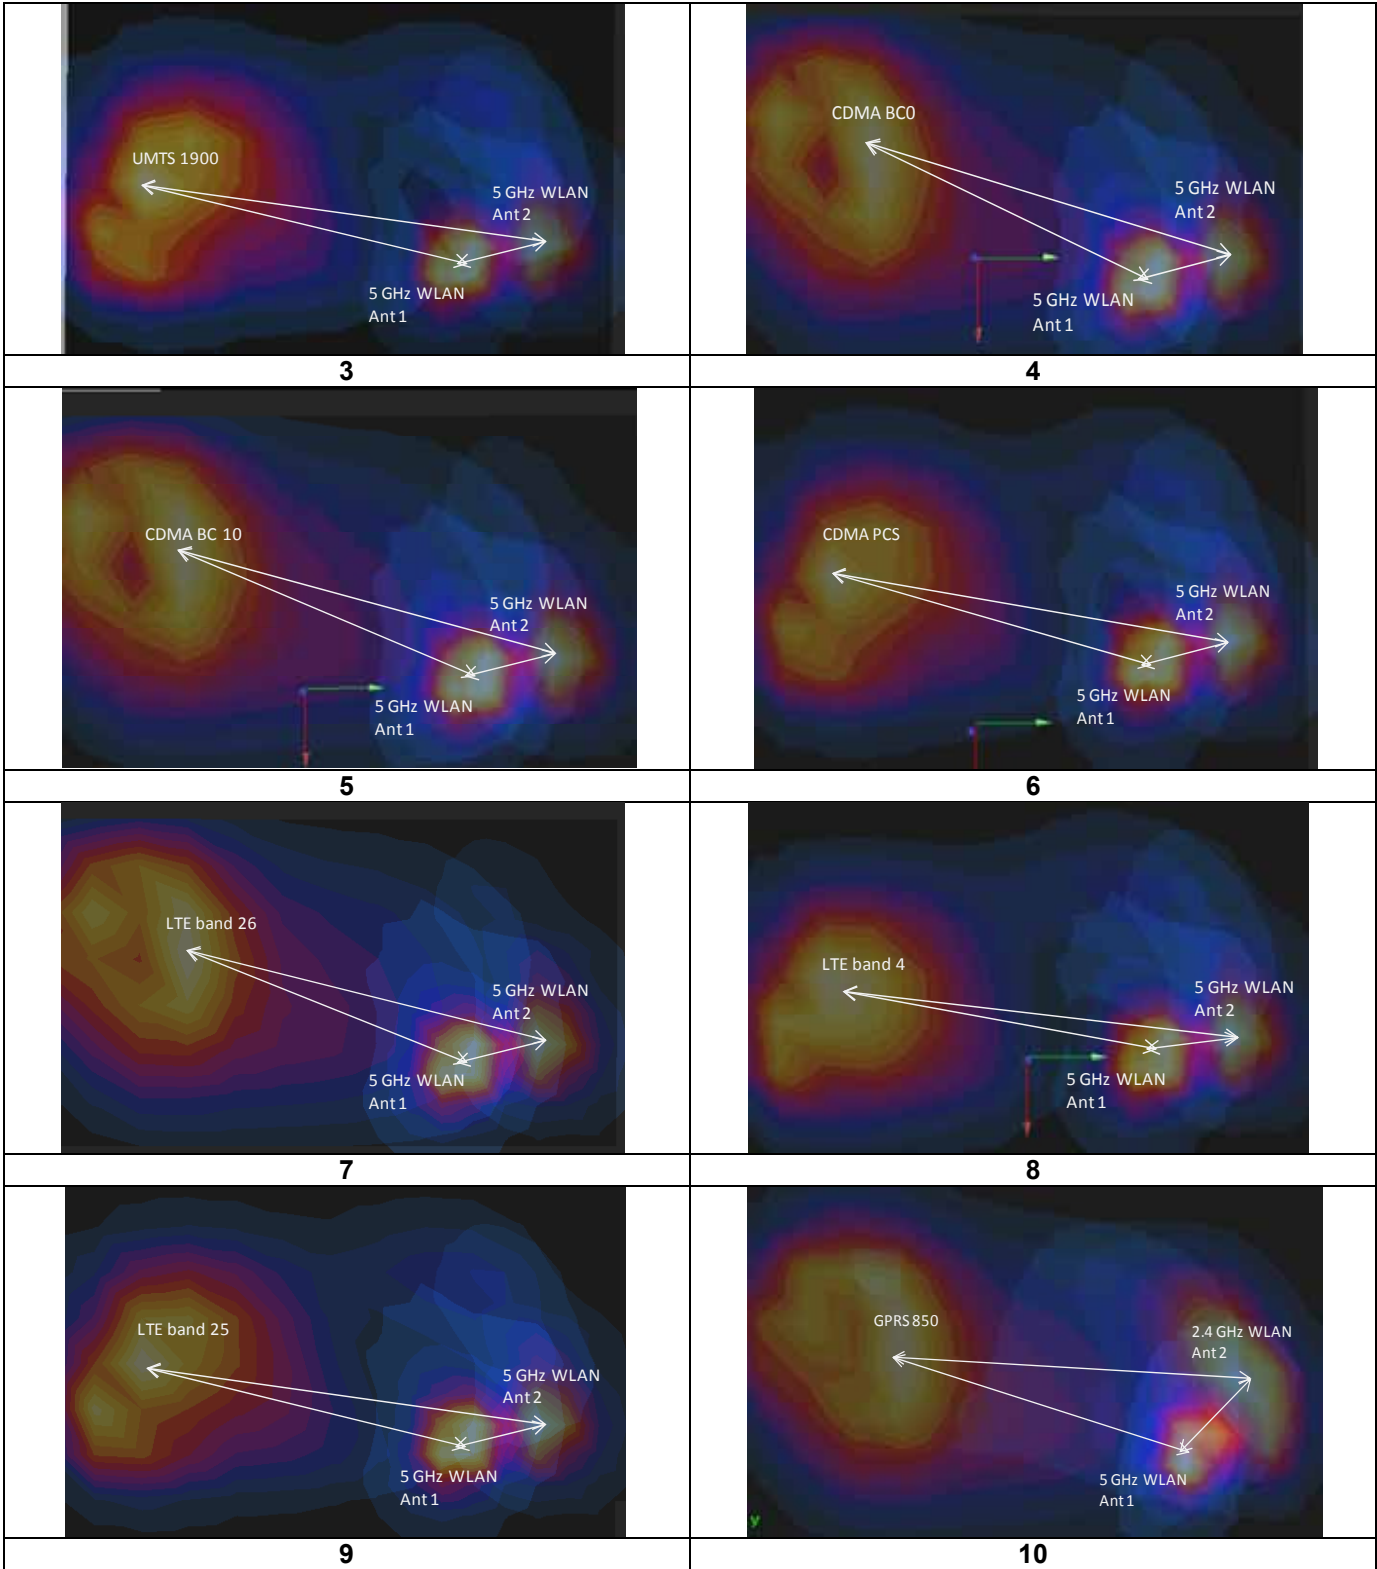 UMTS 1900
5 GHz WLAN
Ant 2
5 GHz WLAN
Ant 1
CDMA BC0
5 GHz WLAN
Ant 2
5 GHz WLAN
Ant 1
3
4
CDMA BC 10
5 GHz WLAN
Ant 2
5 GHz WLAN
Ant 1
CDMA PCS
5 GHz WLAN
Ant 2
5 GHz WLAN
Ant 1
5
6
LTE band 26
5 GHz WLAN
Ant 2
5 GHz WLAN
Ant 1
LTE band 4
5 GHz WLAN
Ant 2
5 GHz WLAN
Ant 1
7
8
LTE band 25
5 GHz WLAN
Ant 2
5 GHz WLAN
Ant 1
GPRS 850
2.4 GHz WLAN
Ant 2
5 GHz WLAN
Ant 1
y
9
10